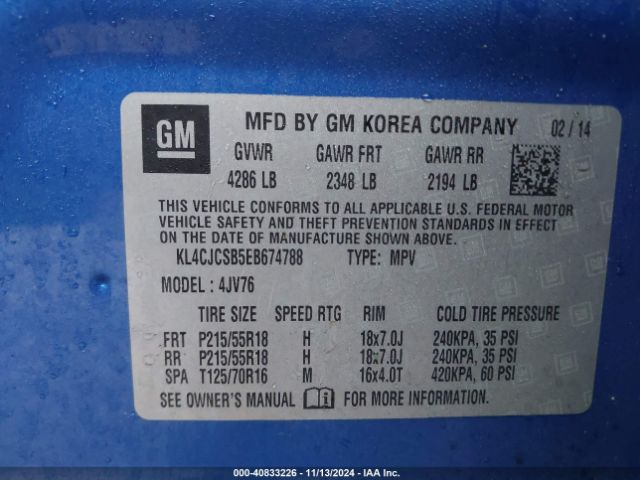 GM
MFD BY GM KOREA COMPANY 02 / 14
GVWR GAWR FRT GAWR RR
4286 LB 2348 LB 2194 LB
THIS VEHICLE CONFORMS TO ALL APPLICABLE U.S. FEDERAL MOTOR
VEHICLE SAFETY AND THEFT PREVENTION STANDARDS IN EFFECT
ON THE DATE OF MANUFACTURE SHOWN ABOVE.
KL4CJCSB5EB674788 TYPE: MPV
MODEL : 4JV76
TIRE SIZE SPEED RTG RIM COLD TIRE PRESSURE
FRT P215/55R18 H 18x7.0J 240KPA, 35 PSI
RR P215/55R18 H 18x7.0J 240KPA, 35 PSI
SPA T125/70R16 M 16x4.0T 420KPA, 60 PSI
SEE OWNER'S MANUAL FOR MORE INFORMATION.
000-40833226 - 11/13/2024 - IAA Inc.